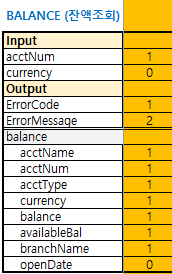 BALANCE (잔액조회)
Input
acctNum 1
currency 0
Output
ErrorCode 1
ErrorMessage 2
balance
acctName 1
acctNum 1
acctType 1
currency 1
balance 1
availableBal 1
branchName 1
openDate 0